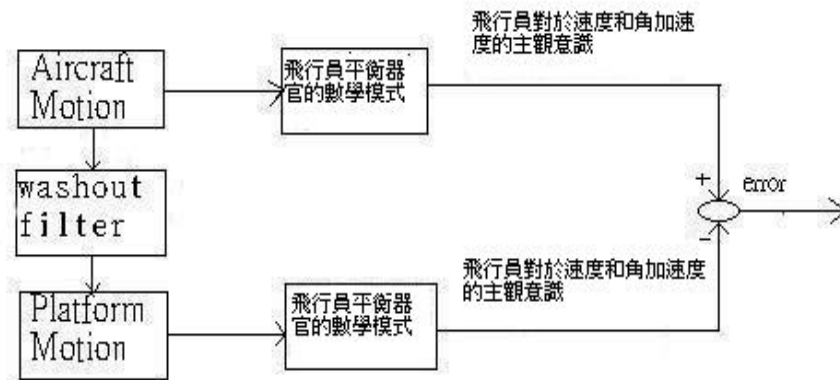 Aircraft
Motion
飛行員平衡器
官的數學模式
飛行員對於速度和角加速
度的主觀意識
washout
filter
+
error
-
Platform
Motion
飛行員平衡器
官的數學模式
飛行員對於速度和角加速度
的主觀意識